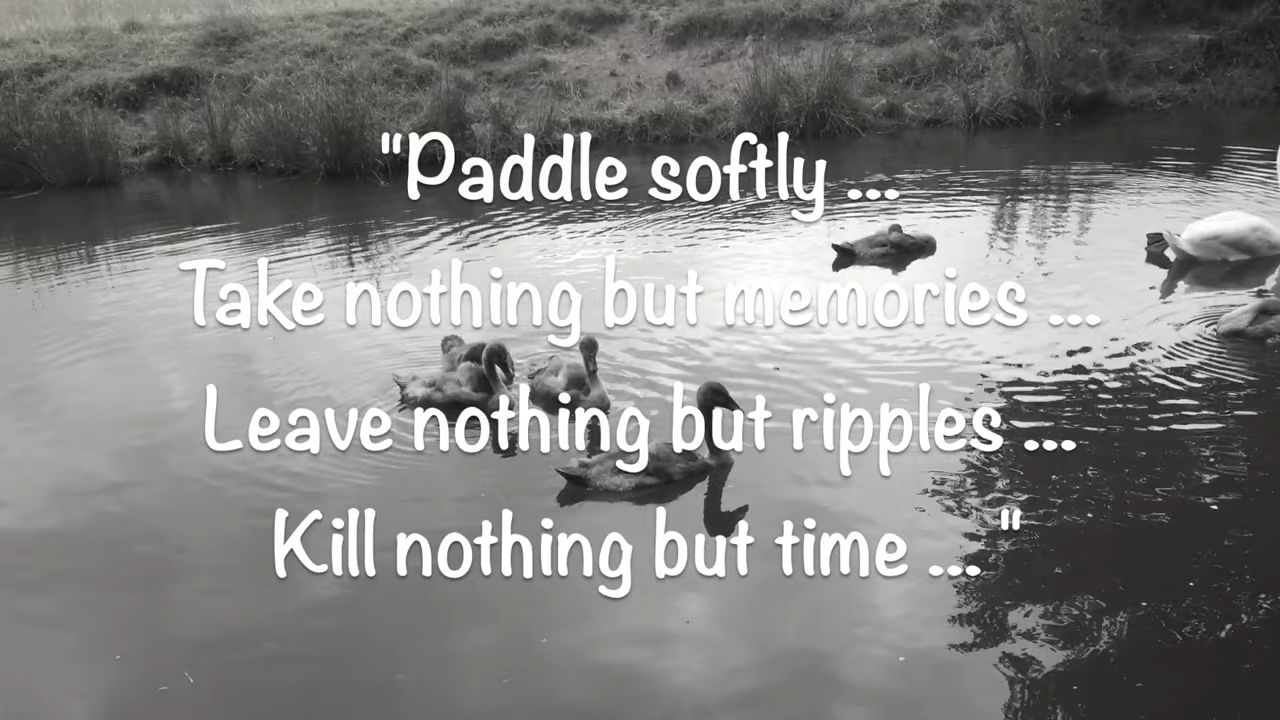 "Paddle softly ...
Take nothing but memories ...
Leave nothing but ripples ...
Kill nothing but time ... "